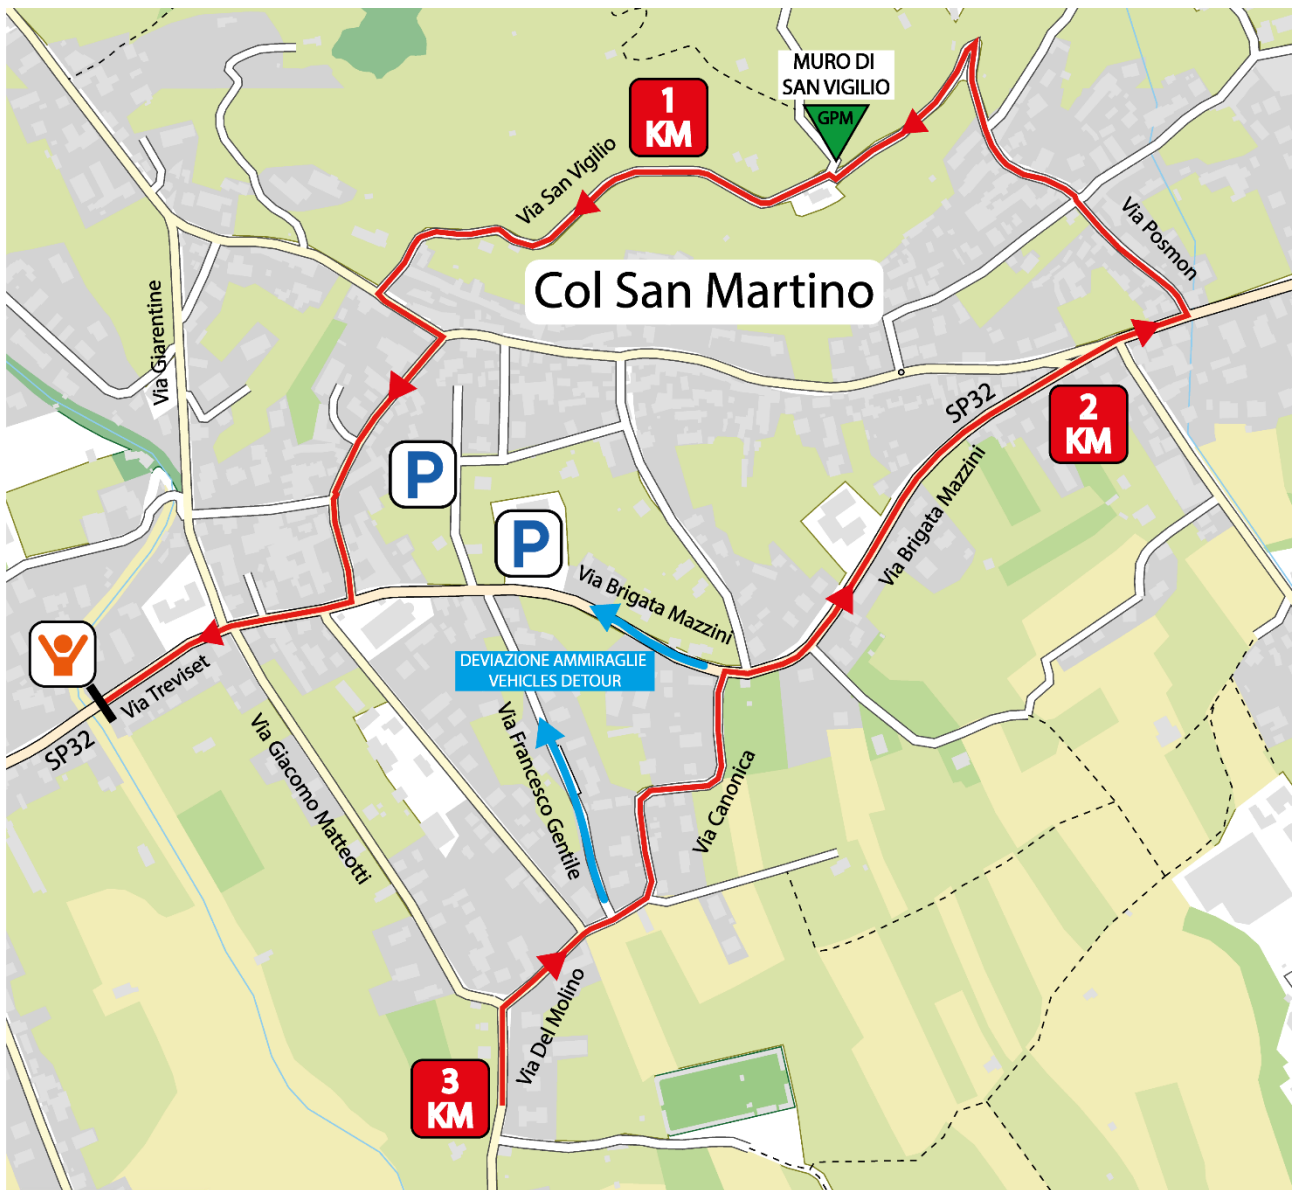 MURO DI
SAN VIGILIO
GPM
1
KM
Via San Vigilio
Via Posmon
Col San Martino
Via Giarentine
SP32
2
KM
P
P
Via Brigata Mazzini
Via Brigata Mazzini
DEVIAZIONE AMMIRAGLIE
VEHICLES DETOUR
Via Treviset
SP32
Via Francesco Gentile
Via Giacomo Matteotti
Via Canonica
Via Del Molino
3
KM